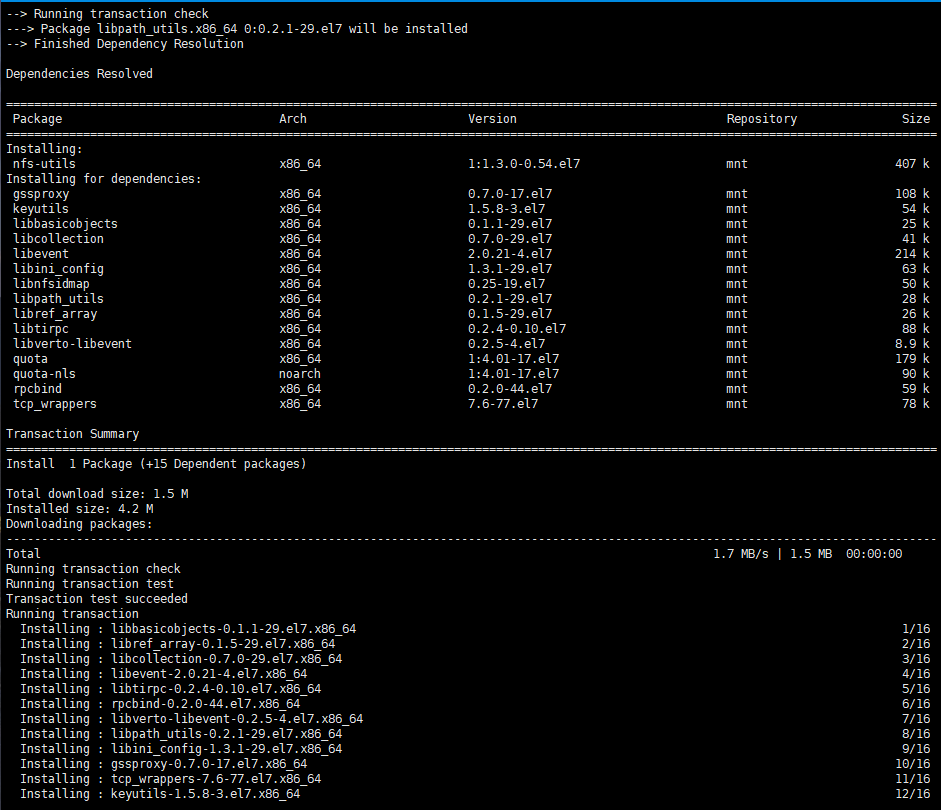 --> Running transaction check
---> Package libpath_utils.x86_64 0:0.2.1-29.el7 will be installed
--> Finished Dependency Resolution

Dependencies Resolved

================================================================================
 Package                  Arch          Version                Repository   Size
================================================================================
Installing:
 nfs-utils                x86_64        1:1.3.0-0.54.el7       mnt         407 k
Installing for dependencies:
 gssproxy                 x86_64        0.7.0-17.el7           mnt         108 k
 keyutils                 x86_64        1.5.8-3.el7            mnt          54 k
 libbasicobjects          x86_64        0.1.1-29.el7           mnt          25 k
 libcollection            x86_64        0.7.0-29.el7           mnt          41 k
 libevent                 x86_64        2.0.21-4.el7           mnt         214 k
 libini_config            x86_64        1.3.1-29.el7           mnt          63 k
 libnfsidmap              x86_64        0.25-19.el7            mnt          50 k
 libpath_utils            x86_64        0.2.1-29.el7           mnt          28 k
 libref_array             x86_64        0.1.5-29.el7           mnt          26 k
 libtirpc                 x86_64        0.2.4-0.10.el7         mnt          88 k
 libverto-libevent        x86_64        0.2.5-4.el7            mnt         8.9 k
 quota                    x86_64        1:4.01-17.el7          mnt         179 k
 quota-nls                noarch        1:4.01-17.el7          mnt          90 k
 rpcbind                  x86_64        0.2.0-44.el7           mnt          59 k
 tcp_wrappers             x86_64        7.6-77.el7             mnt          78 k

Transaction Summary
================================================================================
Install  1 Package (+15 Dependent packages)

Total download size: 1.5 M
Installed size: 4.2 M
Downloading packages:
--------------------------------------------------------------------------------
Total                                              1.7 MB/s | 1.5 MB  00:00:00
Running transaction check
Running transaction test
Transaction test succeeded
Running transaction
  Installing : libbasicobjects-0.1.1-29.el7.x86_64                          1/16
  Installing : libref_array-0.1.5-29.el7.x86_64                             2/16
  Installing : libcollection-0.7.0-29.el7.x86_64                            3/16
  Installing : libevent-2.0.21-4.el7.x86_64                                 4/16
  Installing : libtirpc-0.2.4-0.10.el7.x86_64                               5/16
  Installing : rpcbind-0.2.0-44.el7.x86_64                                  6/16
  Installing : libverto-libevent-0.2.5-4.el7.x86_64                         7/16
  Installing : libpath_utils-0.2.1-29.el7.x86_64                            8/16
  Installing : libini_config-1.3.1-29.el7.x86_64                            9/16
  Installing : gssproxy-0.7.0-17.el7.x86_64                                10/16
  Installing : tcp_wrappers-7.6-77.el7.x86_64                              11/16
  Installing : keyutils-1.5.8-3.el7.x86_64                                 12/16